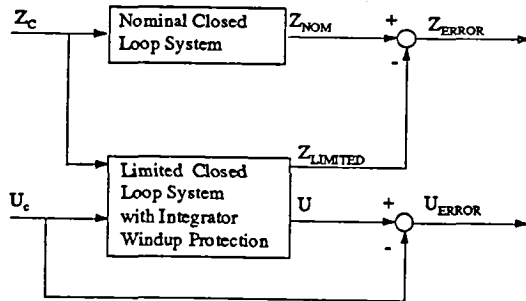 Z_C
Nominal Closed
Loop System
Z_NOM
+
-
Z_ERROR
Z_LIMITED
U_c
Limited Closed
Loop System
with Integrator
Windup Protection
U
+
-
U_ERROR